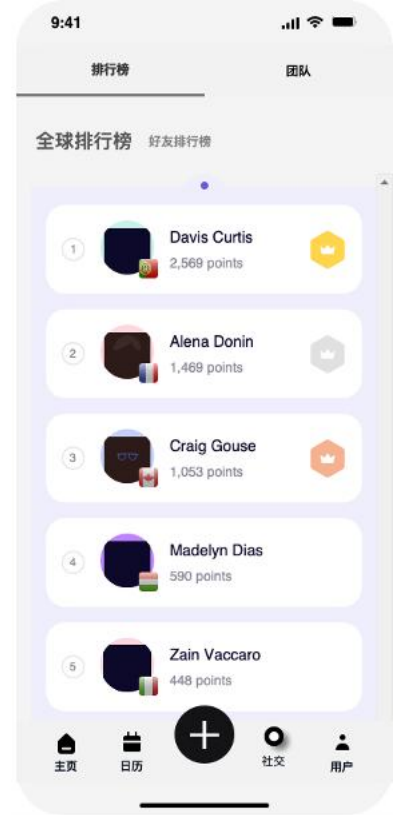 9:41
排行榜
团队
全球排行榜 好友排行榜
1
Davis Curtis
2,569 points
2
Alena Donin
1,469 points
3
Craig Gouse
1,053 points
4
Madelyn Dias
590 points
5
Zain Vaccaro
448 points
主页
日历
社交
用户